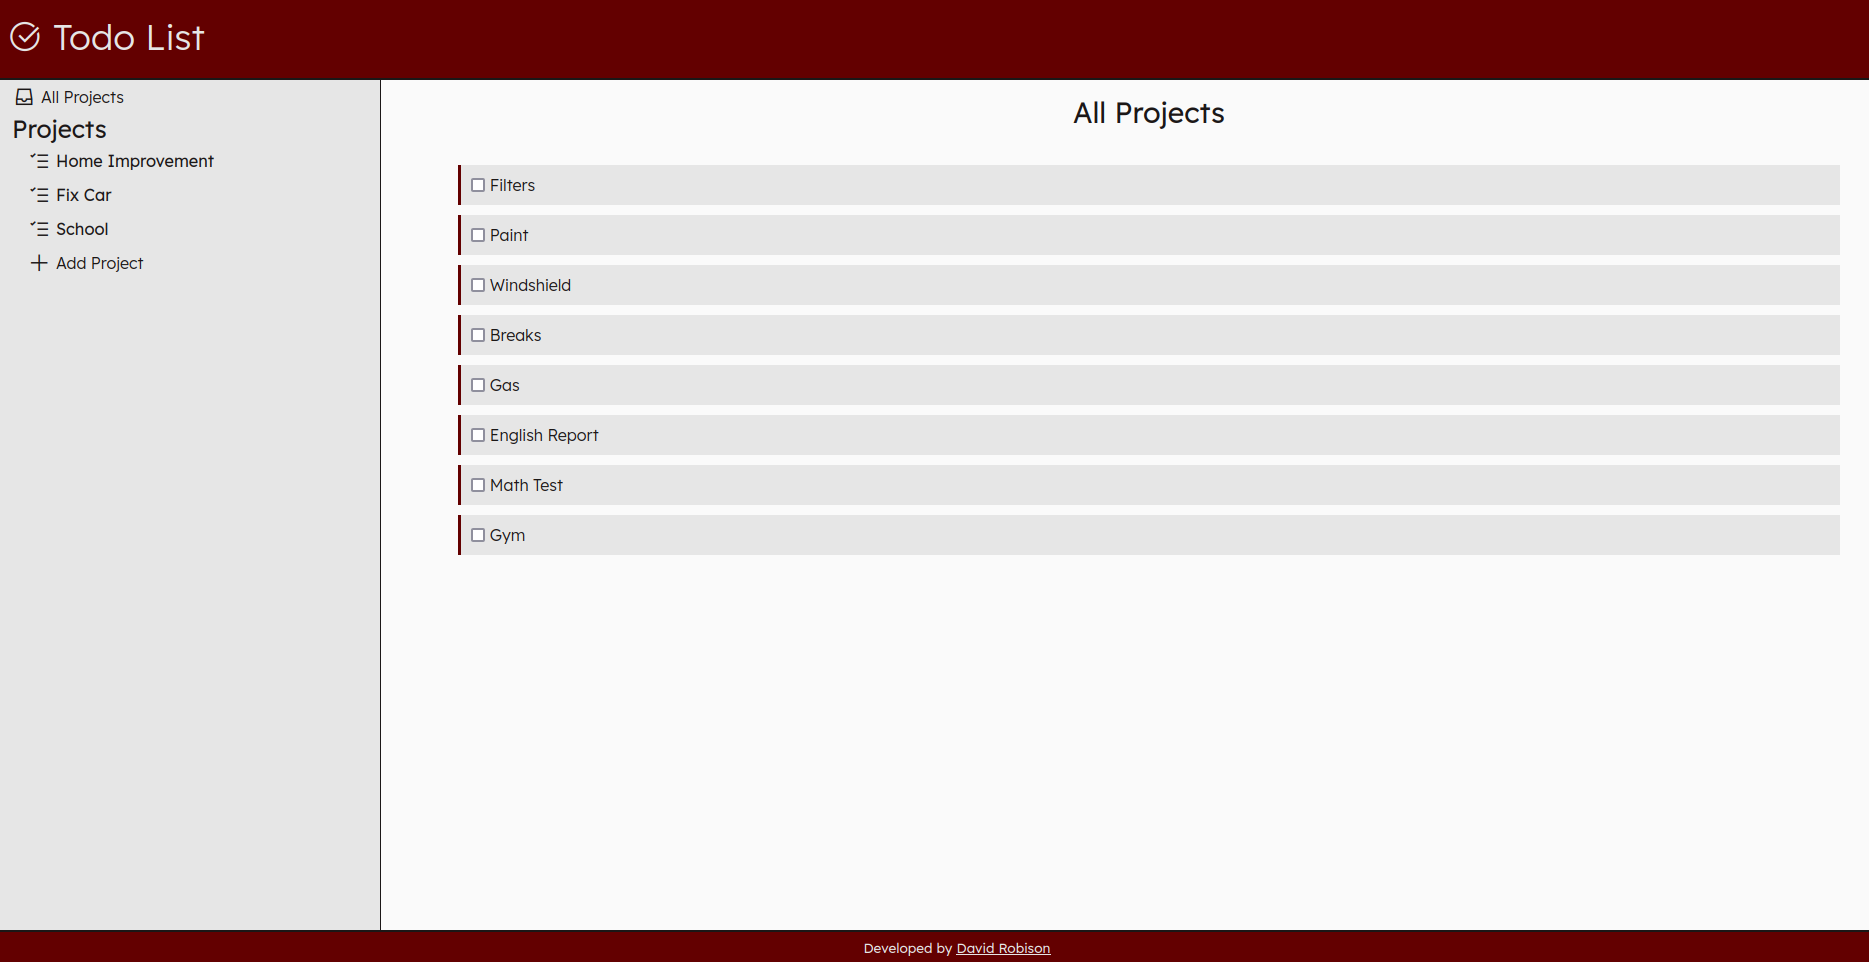 Todo List
All Projects
Projects
Home Improvement
Fix Car
School
Add Project
All Projects
Filters
Paint
Windshield
Breaks
Gas
English Report
Math Test
Gym
Developed by David Robison